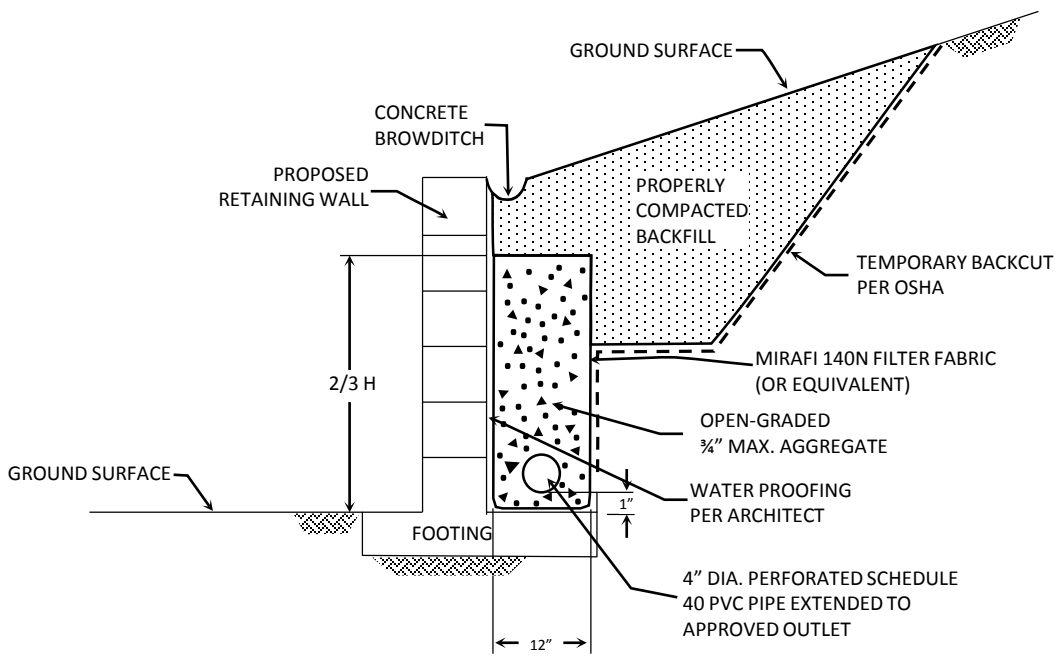 GROUND SURFACE
CONCRETE
BROWDITCH
PROPOSED
RETAINING WALL
PROPERLY
COMPACTED
BACKFILL
TEMPORARY BACKCUT
PER OSHA
MIRAFI 140N FILTER FABRIC
(OR EQUIVALENT)
2/3 H
OPEN-GRADED
¾” MAX. AGGREGATE
GROUND SURFACE
WATER PROOFING
PER ARCHITECT
1”
FOOTING
4” DIA. PERFORATED SCHEDULE
40 PVC PIPE EXTENDED TO
APPROVED OUTLET
12”